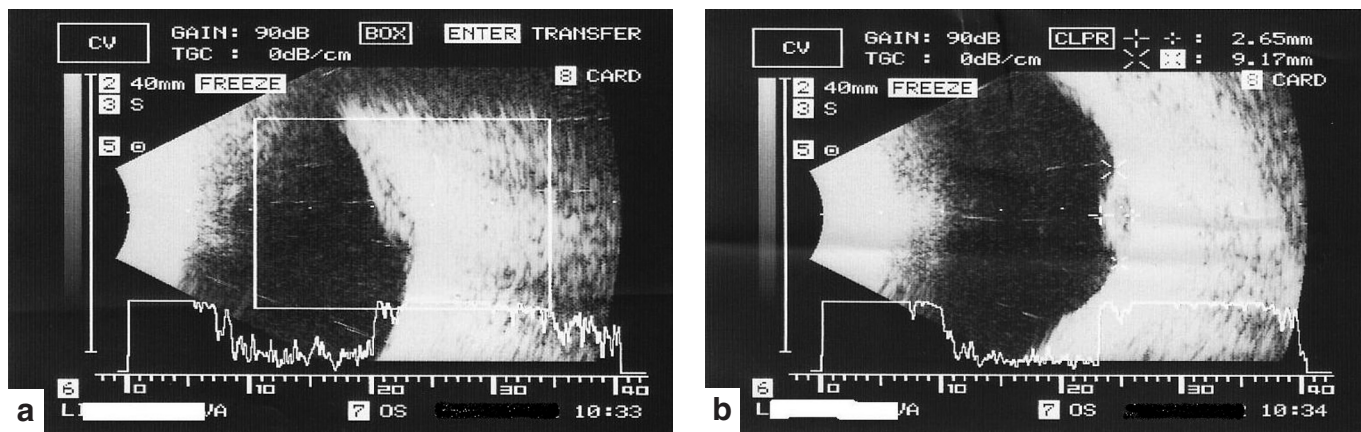 CV GAIN: 90dB BOX ENTER TRANSFER
TGC : 0dB/cm
2 40mm FREEZE 8 CARD
3 S
5
0 10 20 30 40
6
7 OS 10:33
a
CV GAIN: 90dB CLPR : 2.65mm
TGC : 0dB/cm : 9.17mm
2 40mm FREEZE 8 CARD
3 S
5
0 10 20 30 40
6
7 OS 10:34
b